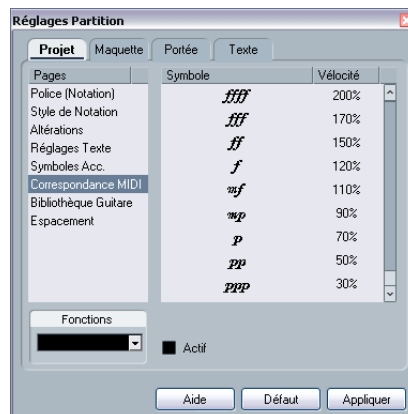 Réglages Partition
Projet Maquette Portée Texte
Pages
Police (Notation)
Style de Notation
Altérations
Réglages Texte
Symboles Acc.
Correspondance MIDI
Bibliothèque Guitare
Espacement
Symbole Vélocité
ffff 200%
fff 170%
ff 150%
f 120%
mf 110%
mp 90%
p 70%
pp 50%
ppp 30%
Fonctions
Actif
Aide Défaut Appliquer